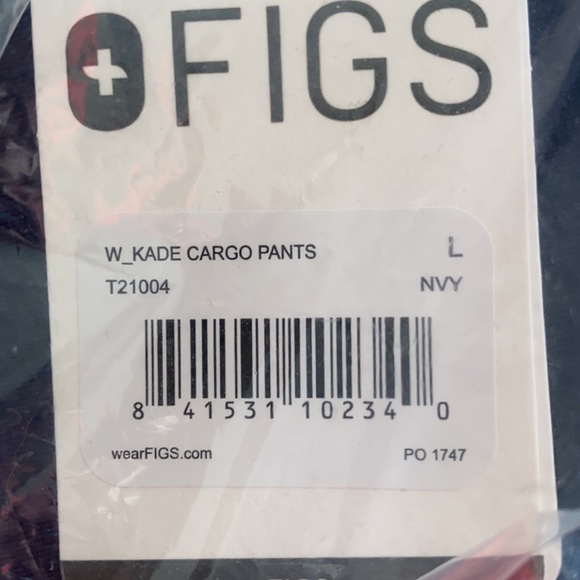 FIGS
W_KADE CARGO PANTS L
T21004 NVY
8 41531 10234 0
wearFIGS.com PO 1747